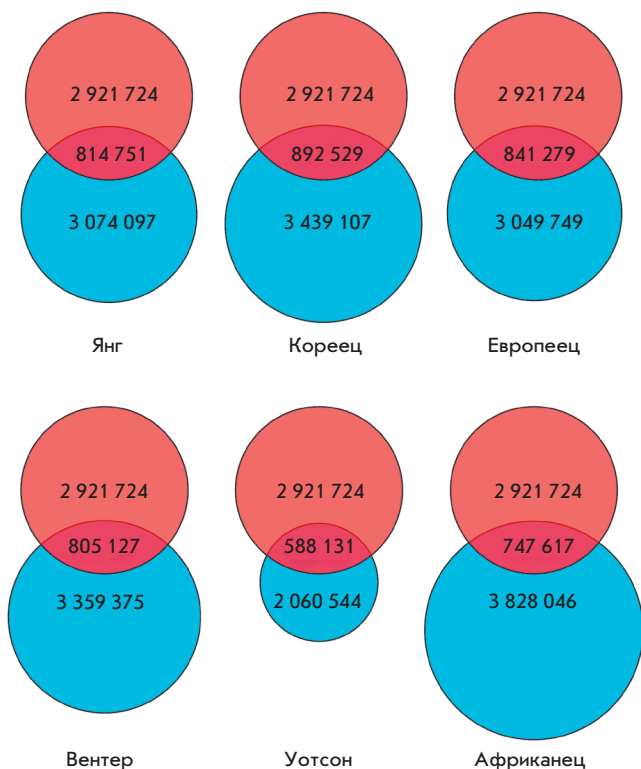 2 921 724 2 921 724 2 921 724
814 751 892 529 841 279
3 074 097 3 439 107 3 049 749
Янг Кореец Европеец
2 921 724 2 921 724 2 921 724
805 127 588 131 747 617
3 359 375 2 060 544 3 828 046
Вентер Уотсон Африканец